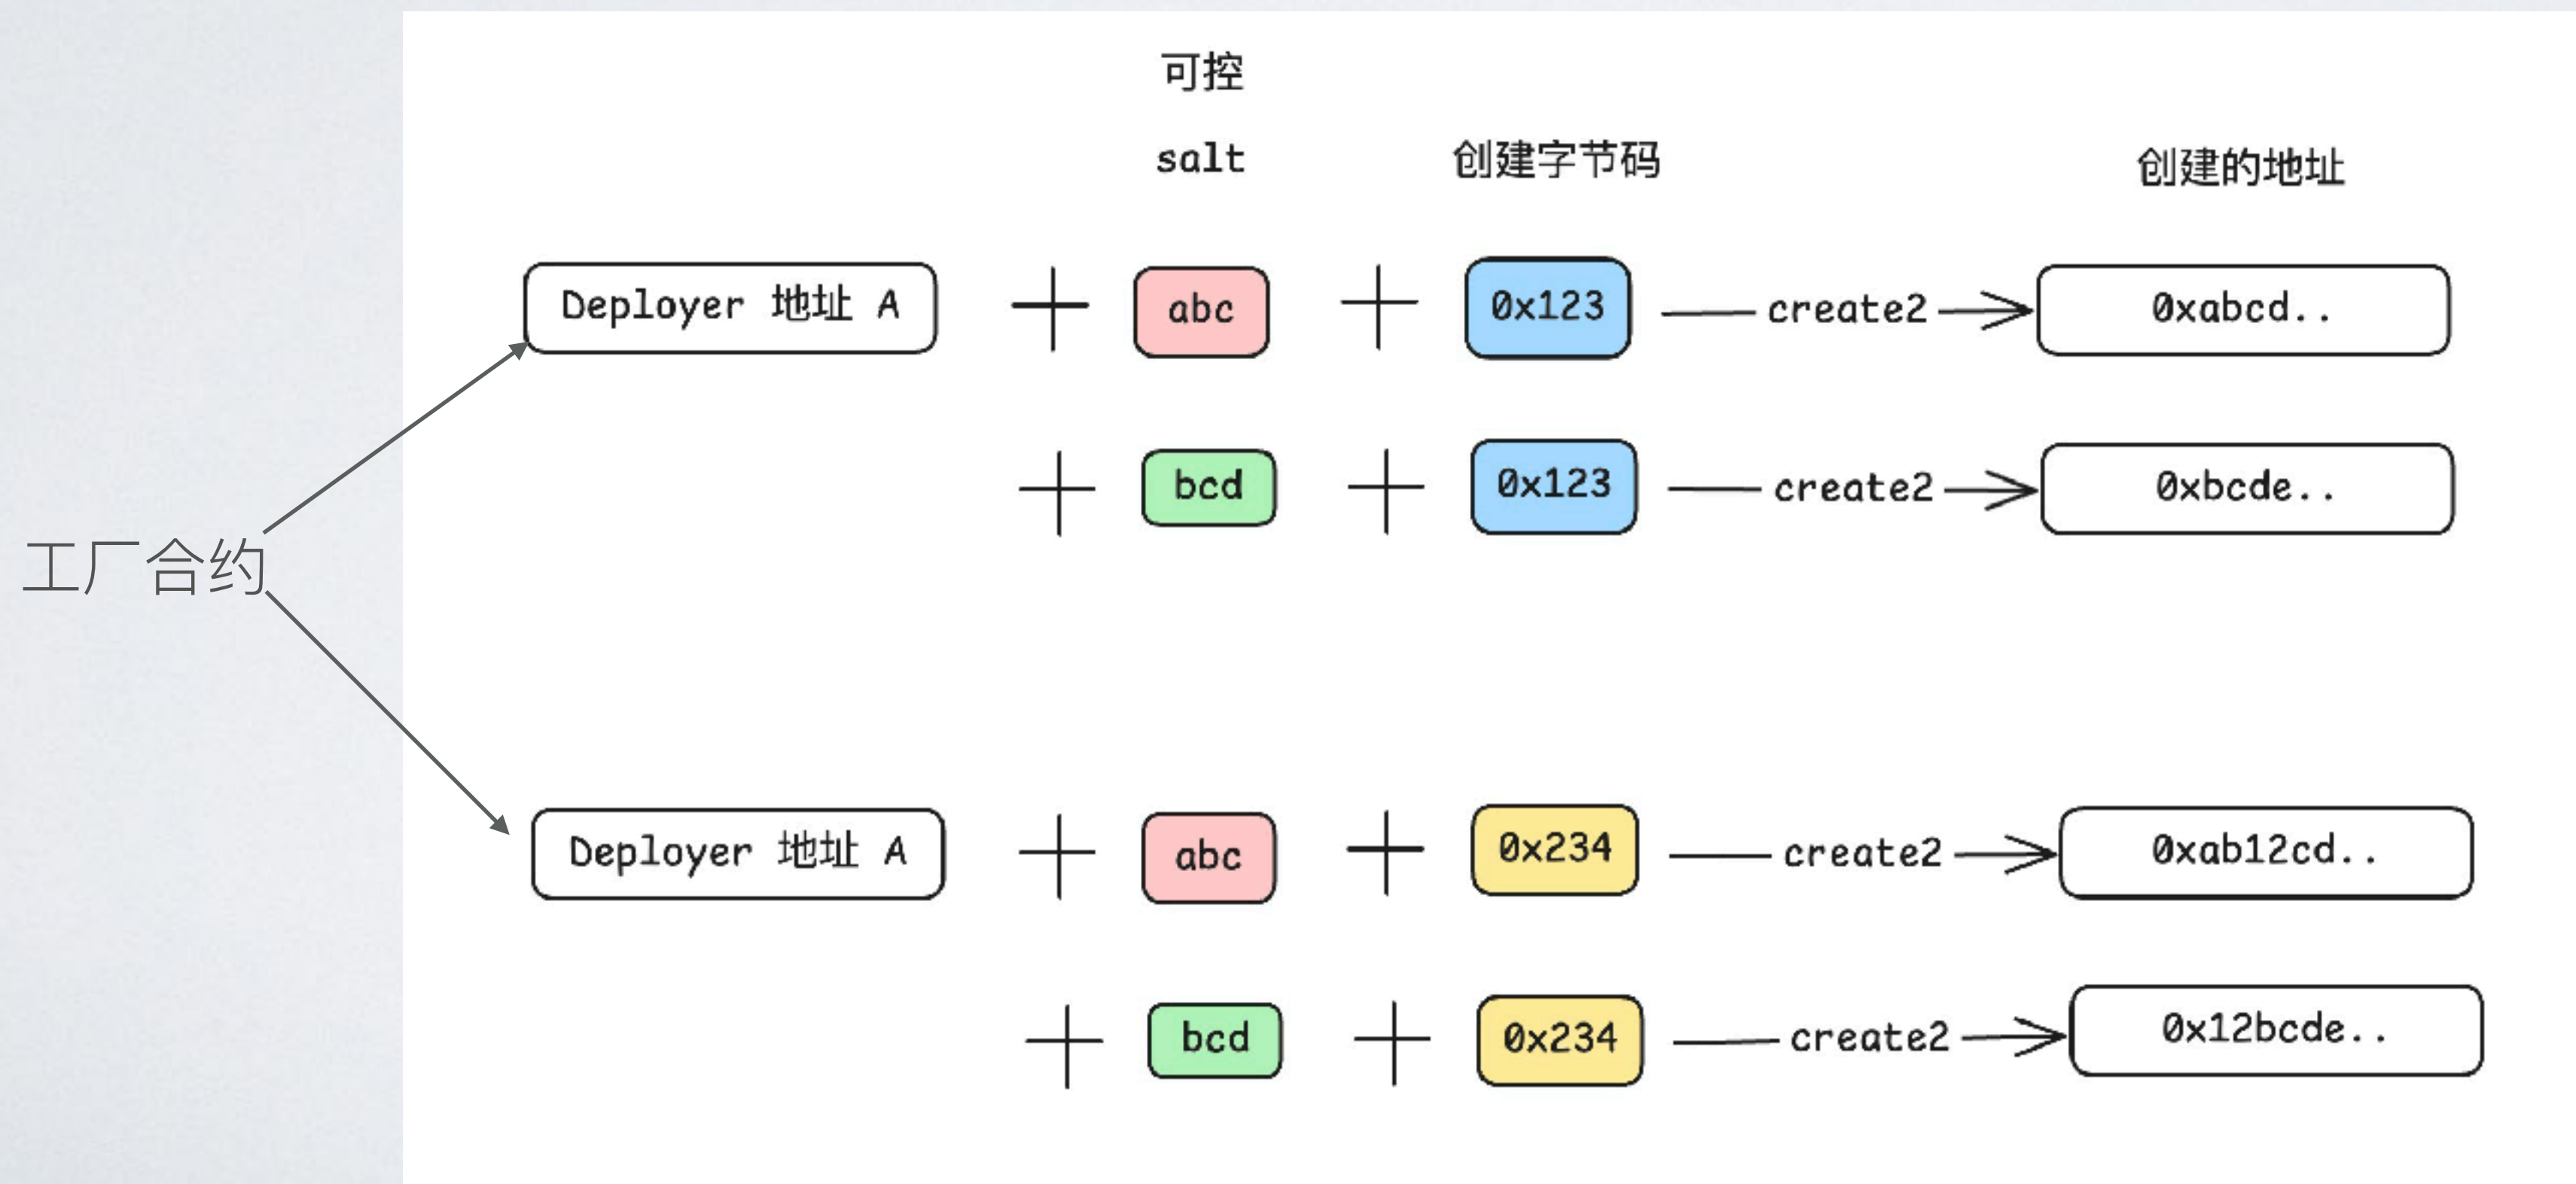 可控
salt
创建字节码
创建的地址
Deployer 地址 A
abc
0x123
create2
0xabcd..
bcd
0x123
create2
0xbcde..
工厂合约
Deployer 地址 A
abc
0x234
create2
0xab12cd..
bcd
0x234
create2
0x12bcde..